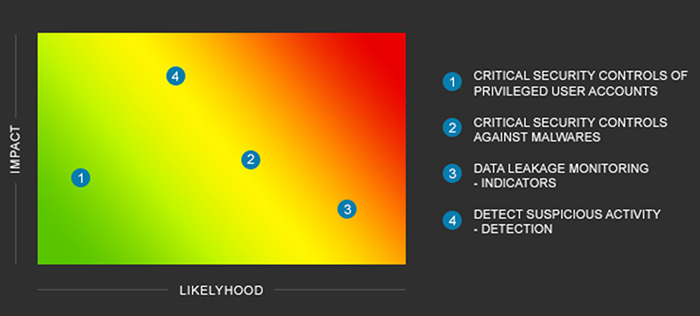 IMPACT
4
1
2
3
LIKELYHOOD
1 CRITICAL SECURITY CONTROLS OF
PRIVILEGED USER ACCOUNTS
2 CRITICAL SECURITY CONTROLS
AGAINST MALWARES
3 DATA LEAKAGE MONITORING
- INDICATORS
4 DETECT SUSPICIOUS ACTIVITY
- DETECTION